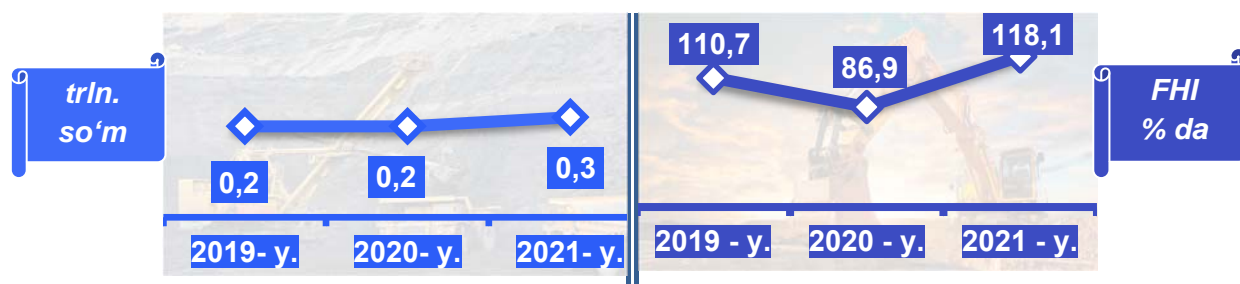 trln.
so‘m
0,2
0,2
0,3
2019- y.
2020- y.
2021- y.
110,7
86,9
118,1
2019 - y.
2020 - y.
2021 - y.
FHI
% da